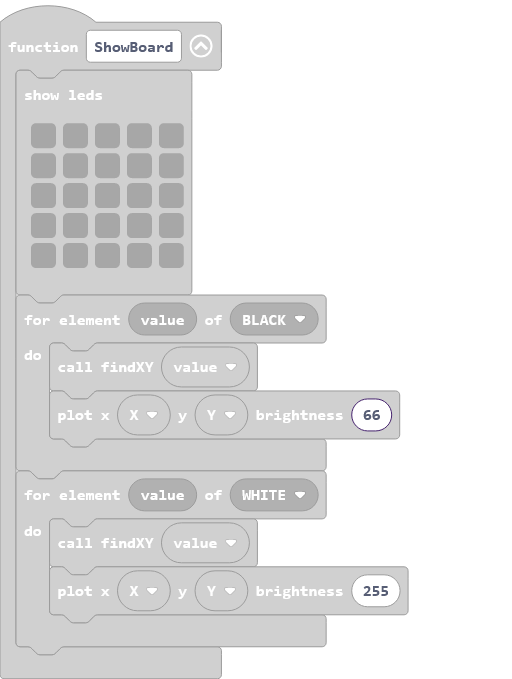 function ShowBoard
show leds
for element value of BLACK
do
call findXY value
plot x X y Y brightness 66
for element value of WHITE
do
call findXY value
plot x X y Y brightness 255